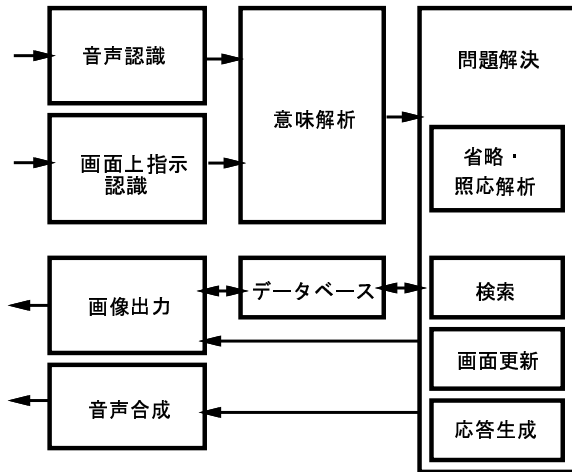 音声認識
画面上指示
認識
意味解析
問題解決
省略・
照応解析
画像出力
データベース
検索
画面更新
音声合成
応答生成